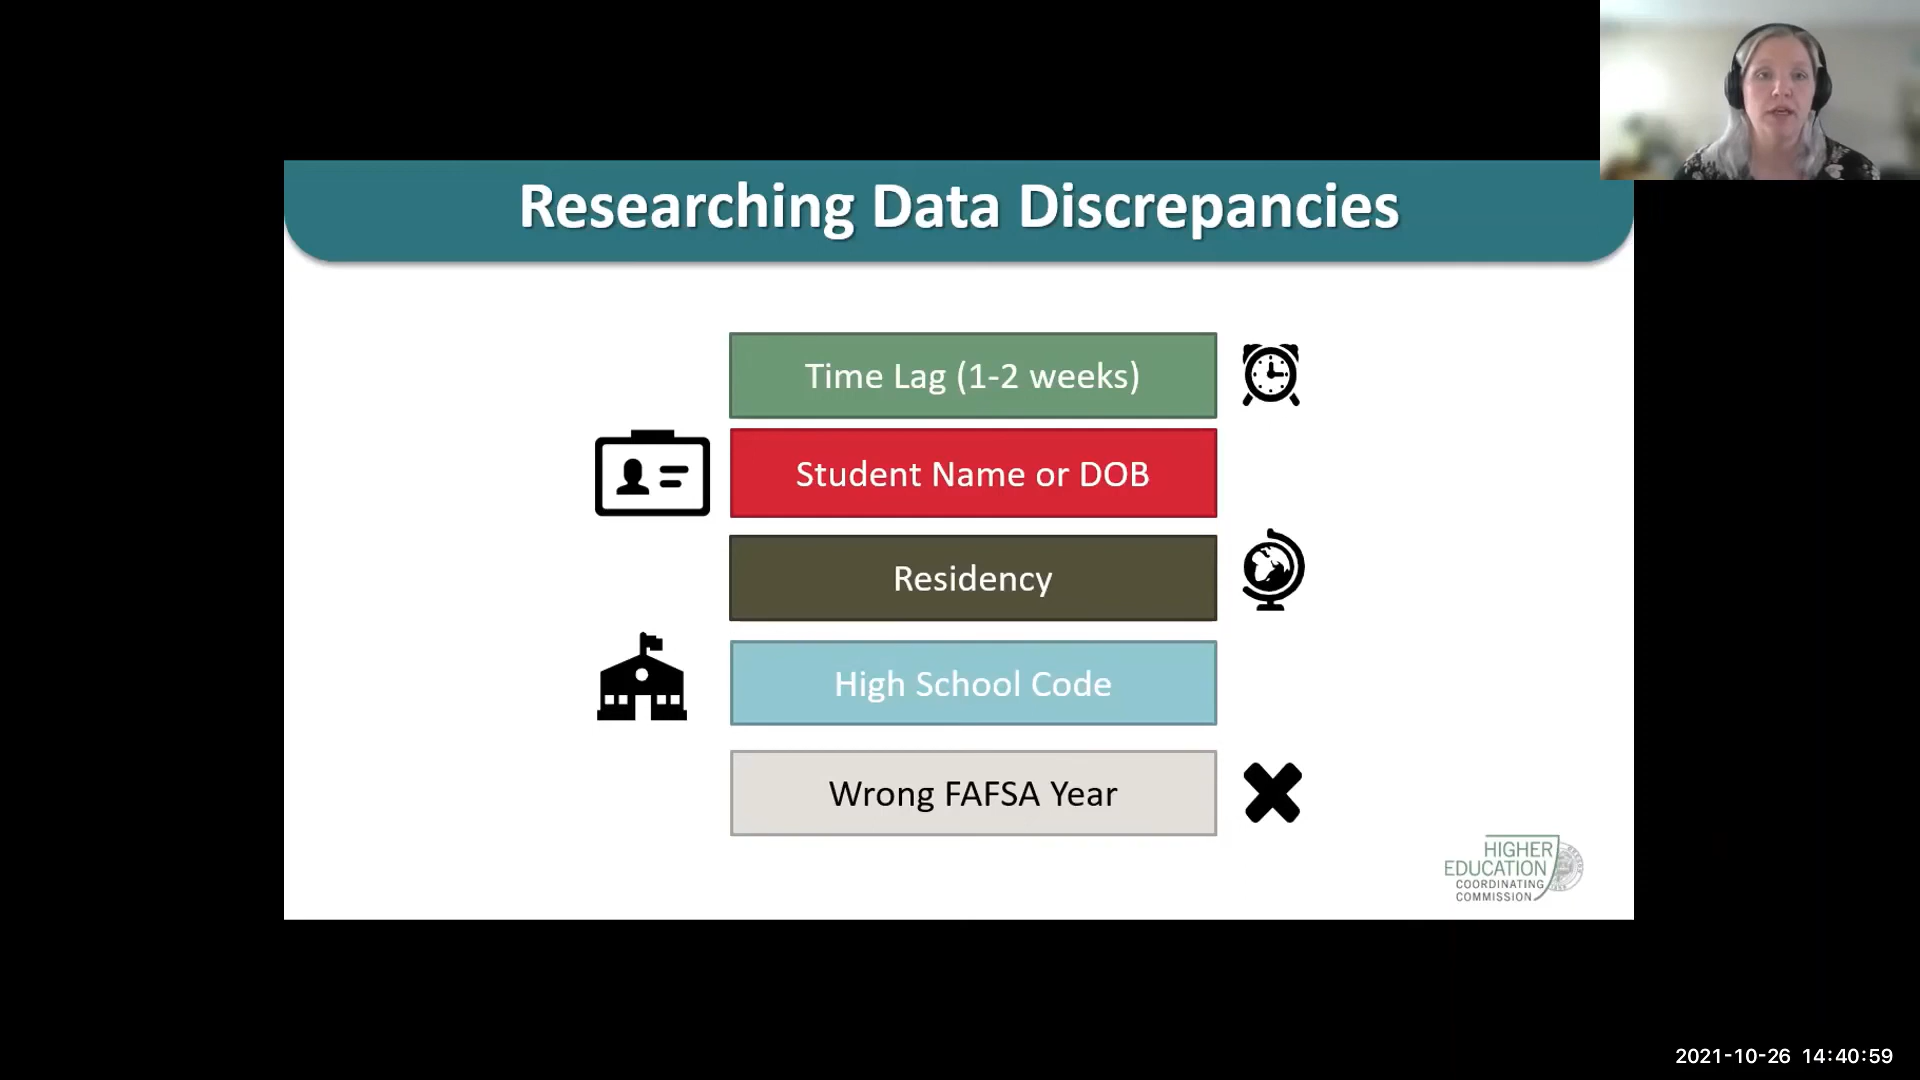 Researching Data Discrepancies
Time Lag (1-2 weeks)
Student Name or DOB
Residency
High School Code
Wrong FAFSA Year
HIGHER
EDUCATION
COORDINATING
COMMISSION
2021-10-26 14:40:59